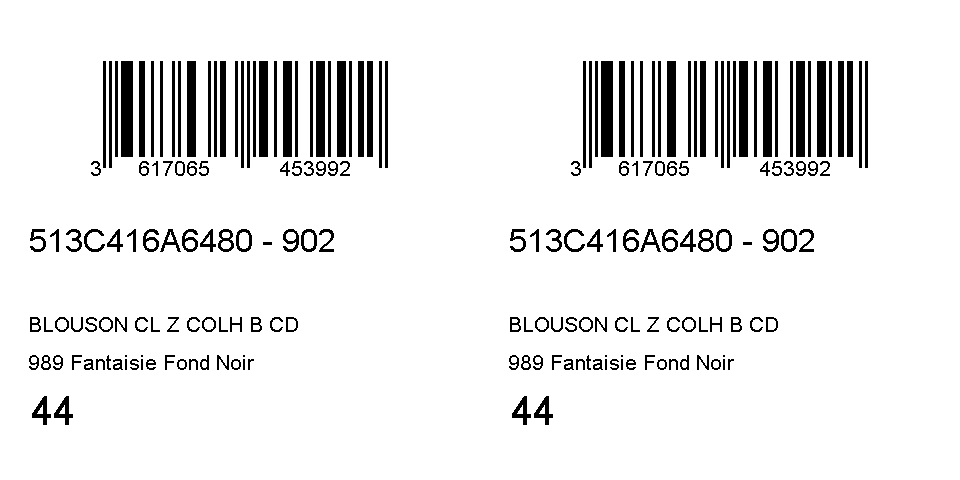 3 617065 453992
513C416A6480 - 902
BLOUSON CL Z COLH B CD
989 Fantaisie Fond Noir
44
3 617065 453992
513C416A6480 - 902
BLOUSON CL Z COLH B CD
989 Fantaisie Fond Noir
44